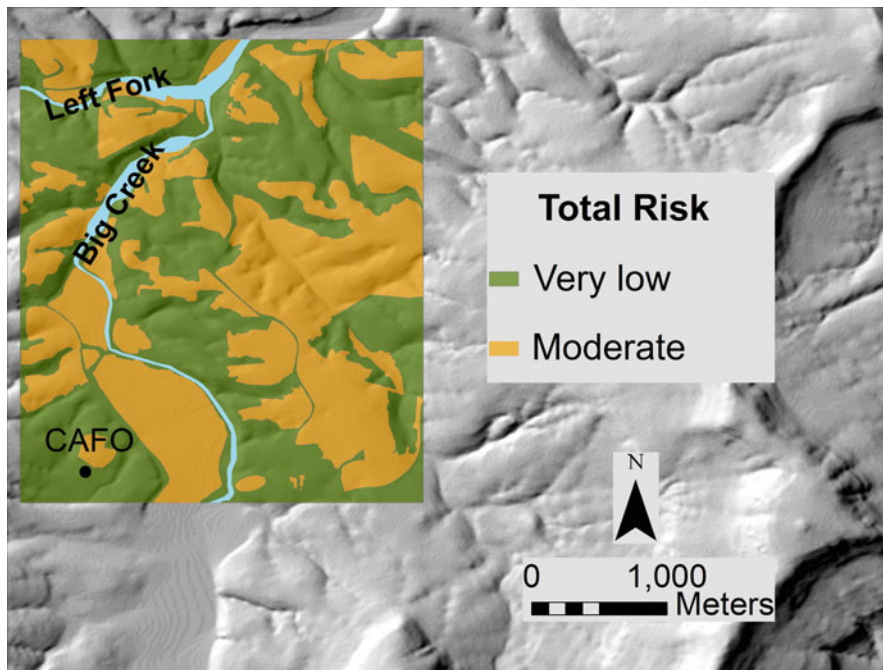 Left Fork
Big Creek
CAFO
Total Risk
Very low
Moderate
N
0 1,000
Meters